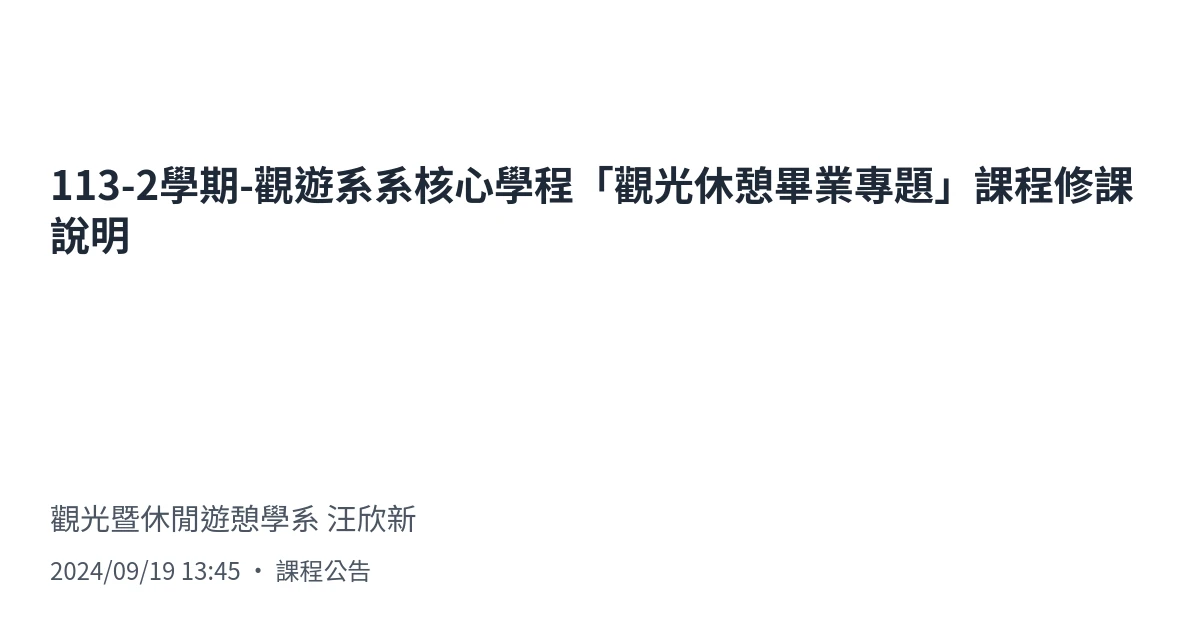 113-2學期-觀遊系系核心學程「觀光休憩畢業專題」課程修課
說明
觀光暨休閒遊憩學系 汪欣新
2024/09/19 13:45 • 課程公告